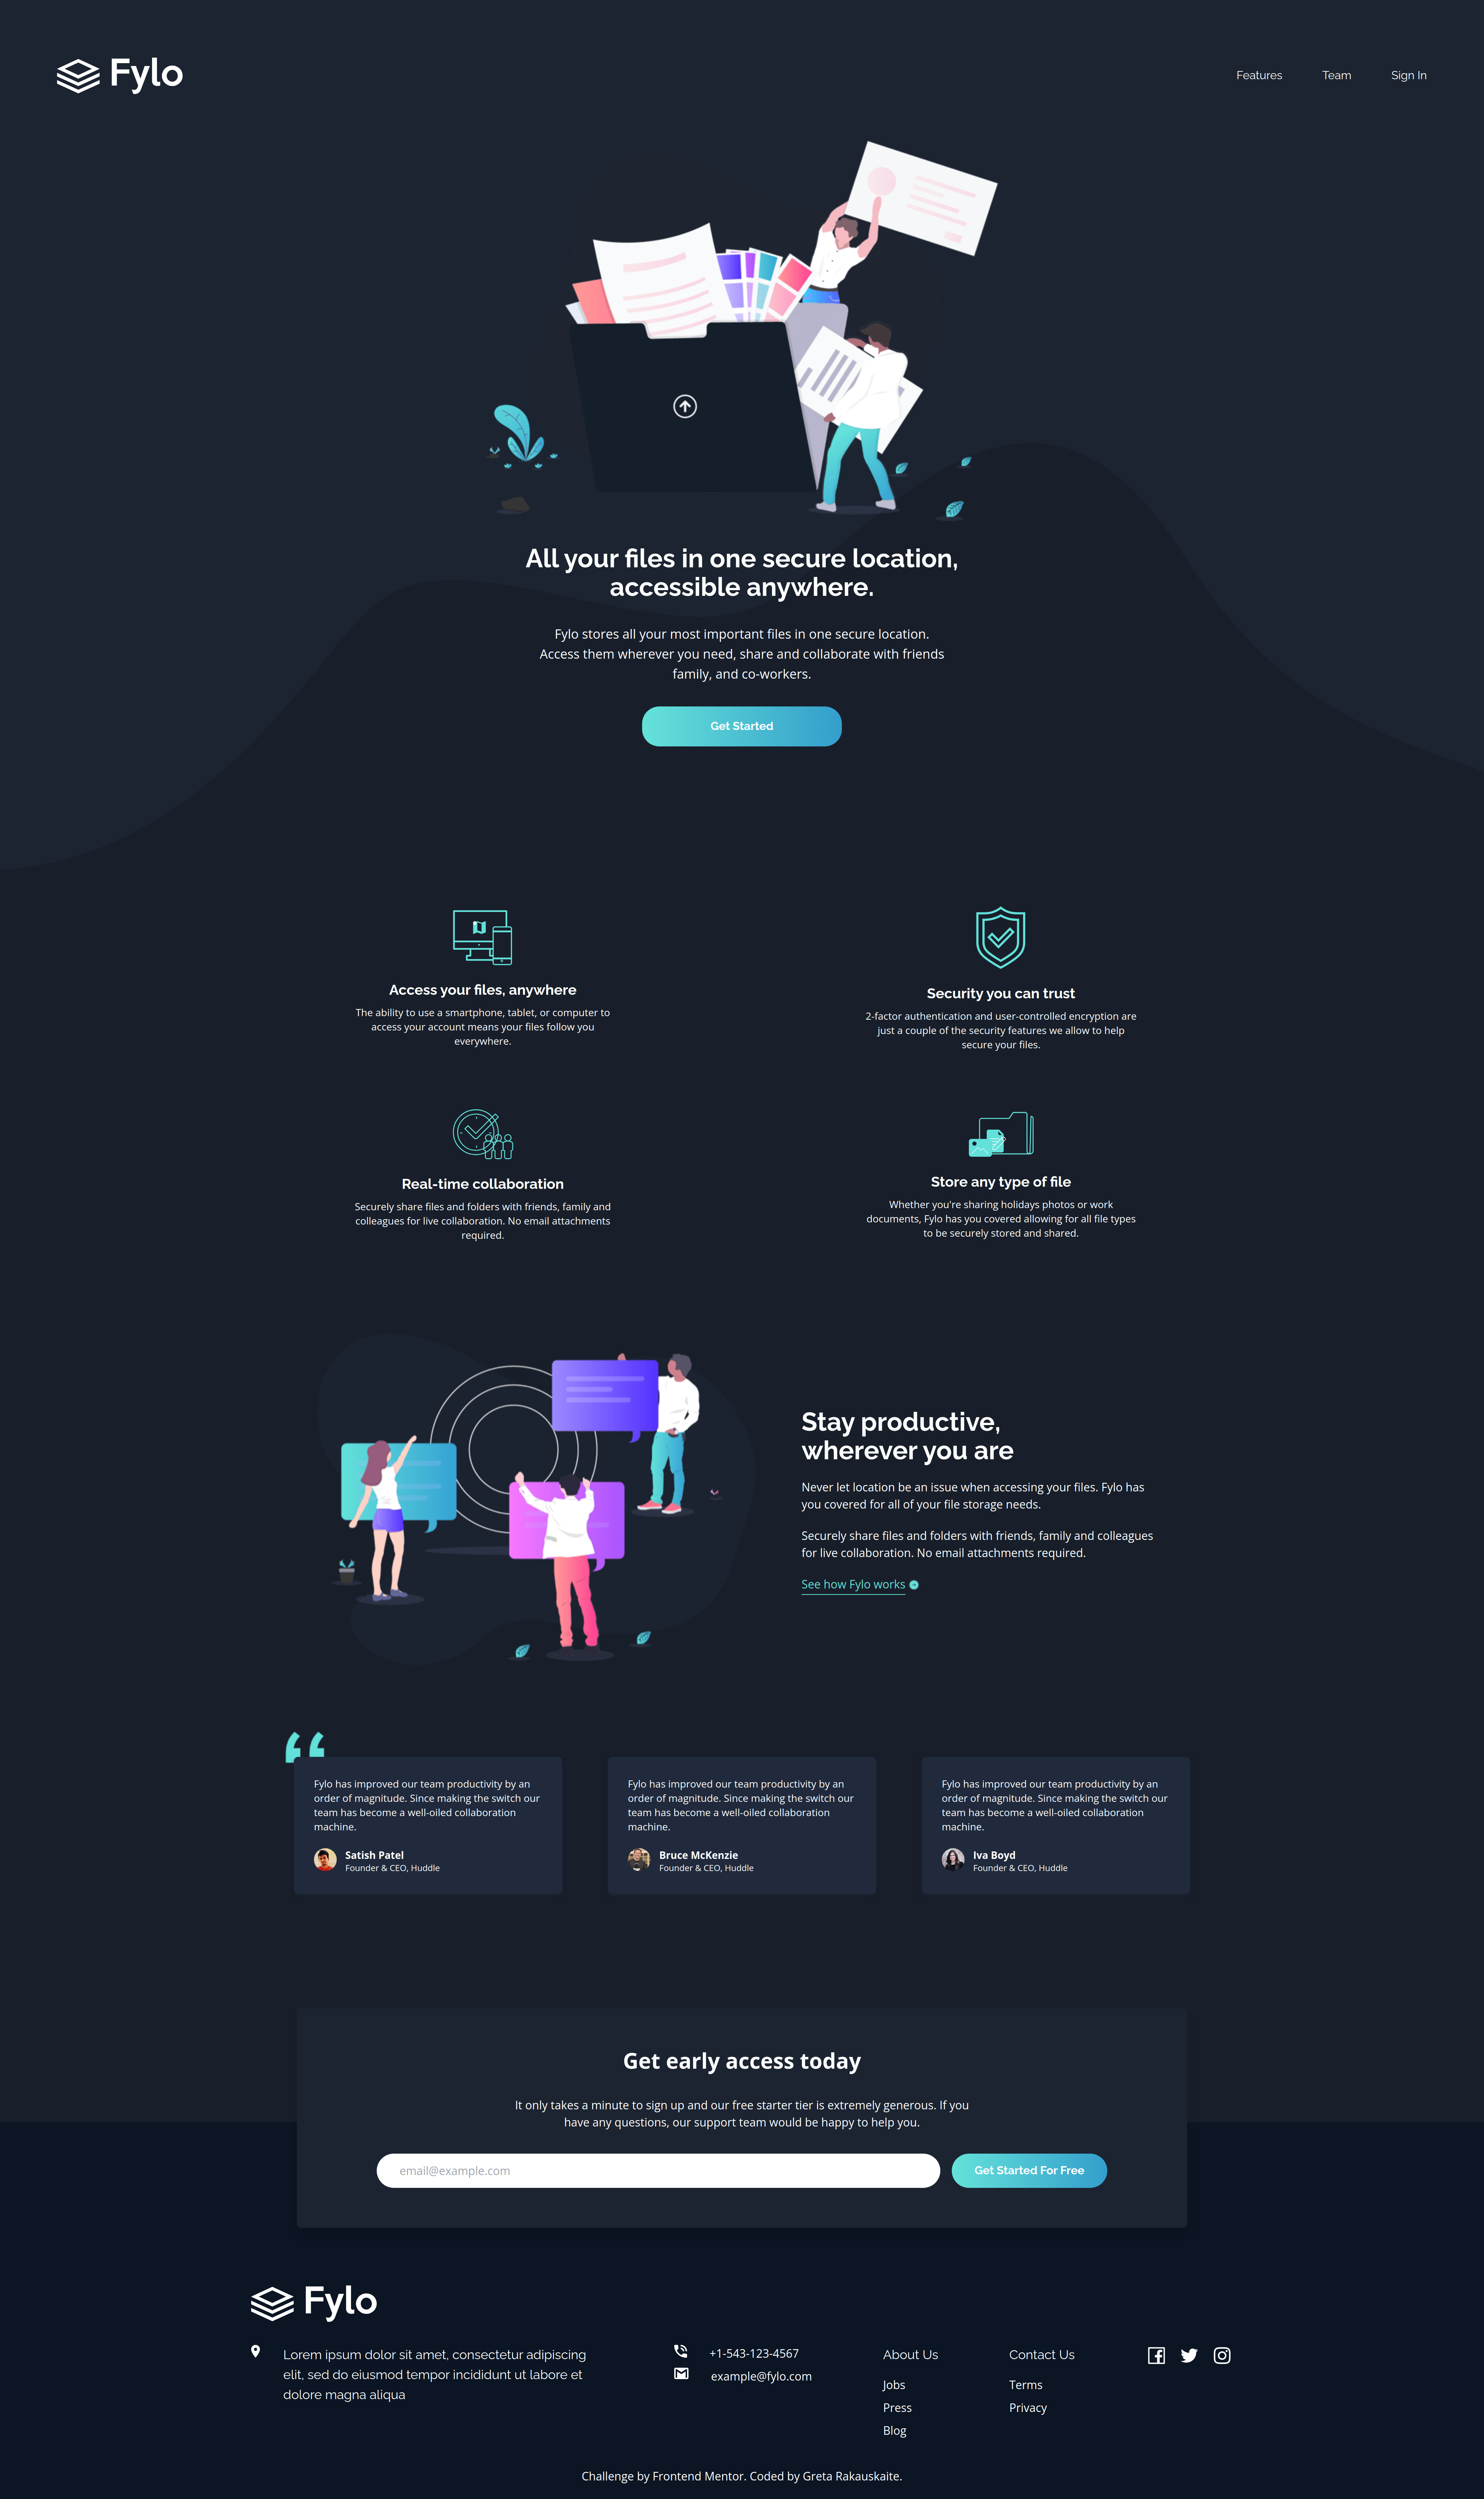 Fylo
Features
Team
Sign In
All your files in one secure location,
accessible anywhere.
Fylo stores all your most important files in one secure location.
Access them wherever you need, share and collaborate with friends
family, and co-workers.
Get Started
Access your files, anywhere
The ability to use a smartphone, tablet, or computer to
access your account means your files follow you
everywhere.
Security you can trust
2-factor authentication and user-controlled encryption are
just a couple of the security features we allow to help
secure your files.
Real-time collaboration
Securely share files and folders with friends, family and
colleagues for live collaboration. No email attachments
required.
Store any type of file
Whether you're sharing holidays photos or work
documents, Fylo has you covered allowing for all file types
to be securely stored and shared.
Stay productive,
wherever you are
Never let location be an issue when accessing your files. Fylo has
you covered for all of your file storage needs.
Securely share files and folders with friends, family and colleagues
for live collaboration. No email attachments required.
See how Fylo works
Fylo has improved our team productivity by an
order of magnitude. Since making the switch our
team has become a well-oiled collaboration
machine.
Satish Patel
Founder & CEO, Huddle
Fylo has improved our team productivity by an
order of magnitude. Since making the switch our
team has become a well-oiled collaboration
machine.
Bruce McKenzie
Founder & CEO, Huddle
Fylo has improved our team productivity by an
order of magnitude. Since making the switch our
team has become a well-oiled collaboration
machine.
Iva Boyd
Founder & CEO, Huddle
Get early access today
It only takes a minute to sign up and our free starter tier is extremely generous. If you
have any questions, our support team would be happy to help you.
email@example.com
Get Started For Free
Fylo
Lorem ipsum dolor sit amet, consectetur adipiscing
elit, sed do eiusmod tempor incididunt ut labore et
dolore magna aliqua
+1-543-123-4567
example@fylo.com
About Us
Jobs
Press
Blog
Contact Us
Terms
Privacy
Challenge by Frontend Mentor. Coded by Greta Rakauskaite.